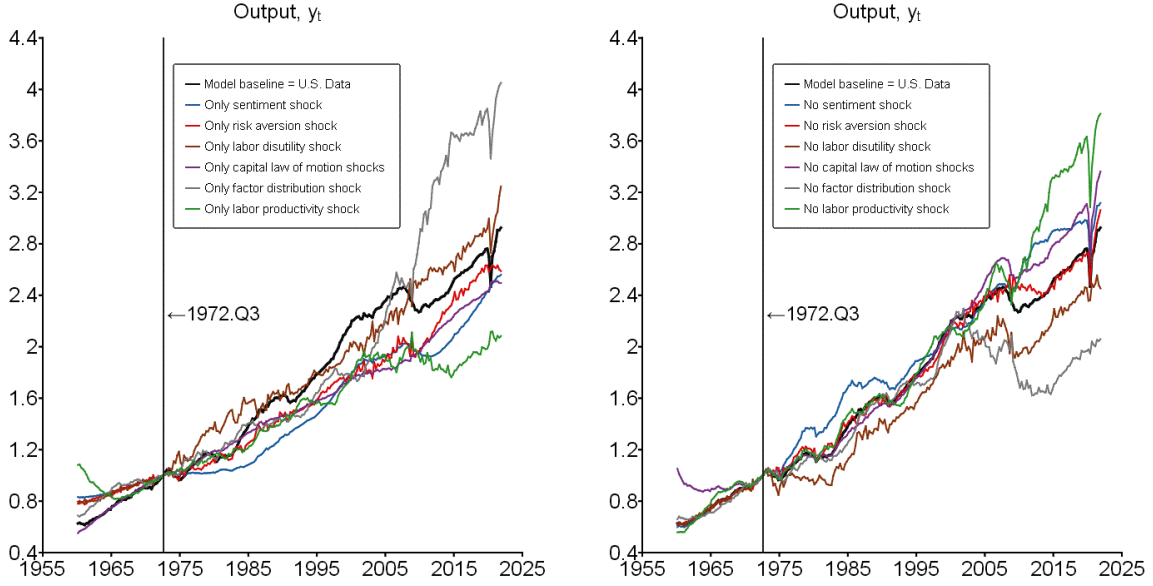 Output, yt
4.4
4
3.6
3.2
2.8
2.4
2
1.6
1.2
0.8
0.4
Model baseline = U.S. Data
Only sentiment shock
Only risk aversion shock
Only labor disutility shock
Only capital law of motion shocks
Only factor distribution shock
Only labor productivity shock
←1972.Q3
1955 1965 1975 1985 1995 2005 2015 2025
Output, yt
4.4
4
3.6
3.2
2.8
2.4
2
1.6
1.2
0.8
0.4
Model baseline = U.S. Data
No sentiment shock
No risk aversion shock
No labor disutility shock
No capital law of motion shocks
No factor distribution shock
No labor productivity shock
←1972.Q3
1955 1965 1975 1985 1995 2005 2015 2025